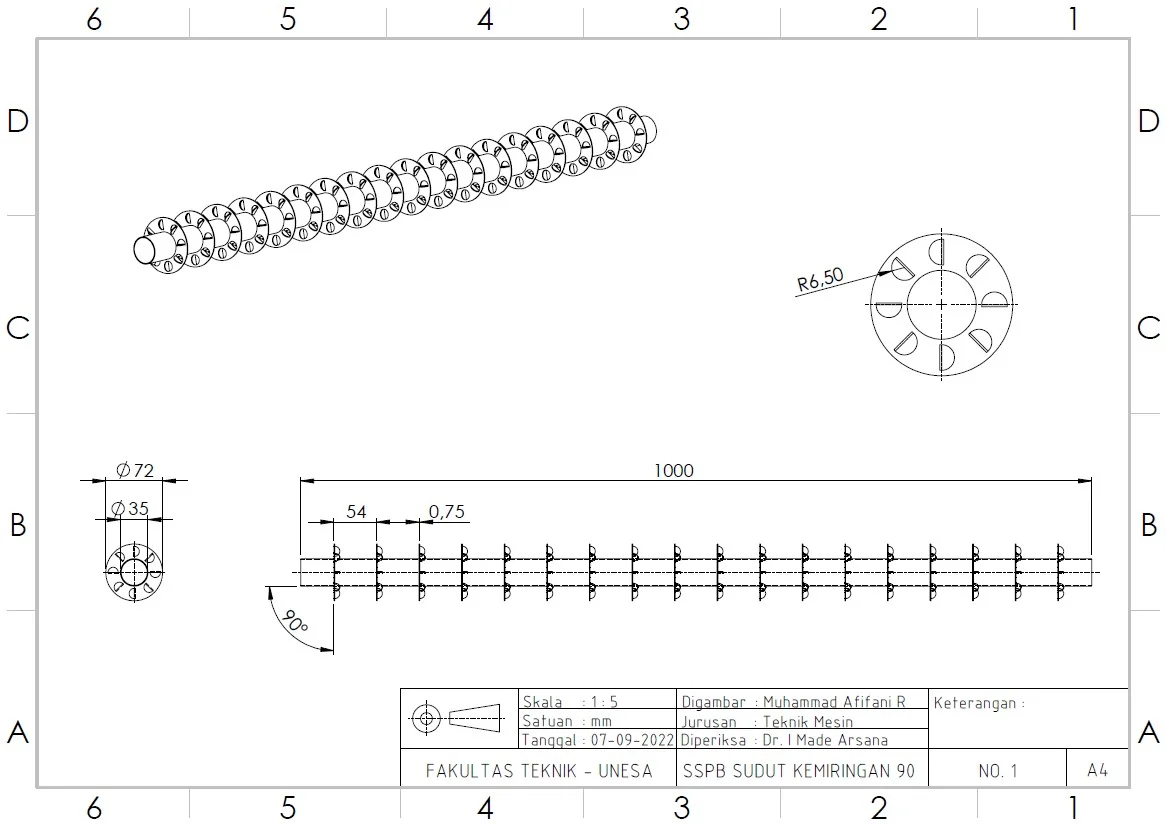 6 5 4 3 2 1
D D
R6,50
C C
1000
Ø72
Ø35
54 0,75
B B
90°
Skala : 1 : 5 Digambar : Muhammad Afifani R Keterangan :
Satuan : mm Jurusan : Teknik Mesin
Tanggal : 07-09-2022 Diperiksa : Dr. I Made Arsana
A A
FAKULTAS TEKNIK - UNESA SSPB SUDUT KEMIRINGAN 90 NO. 1 A4
6 5 4 3 2 1